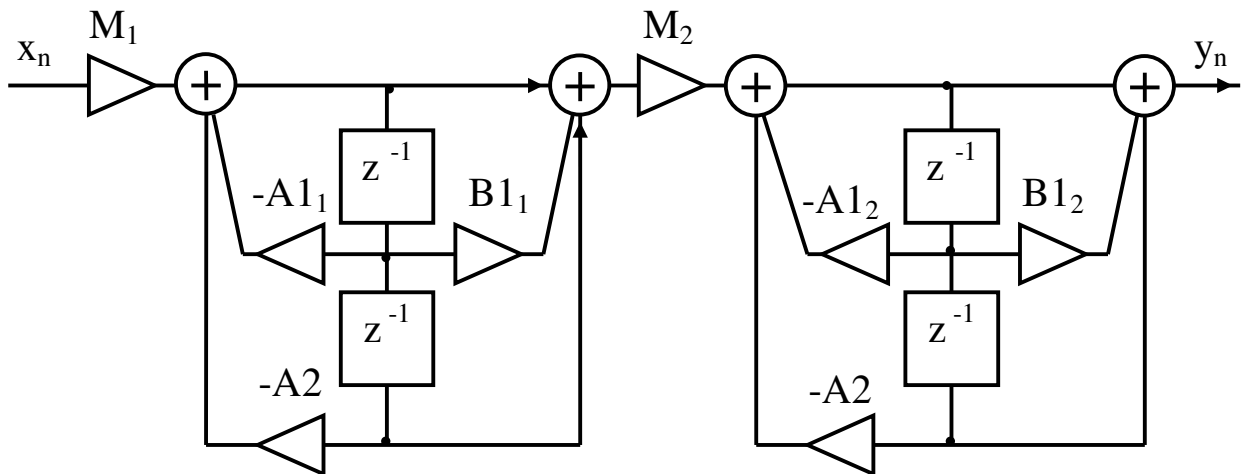 M₁
M₂
xₙ
yₙ
+
+
+
+
z⁻¹
z⁻¹
-A1₁
B1₁
-A1₂
B1₂
z⁻¹
z⁻¹
-A2
-A2